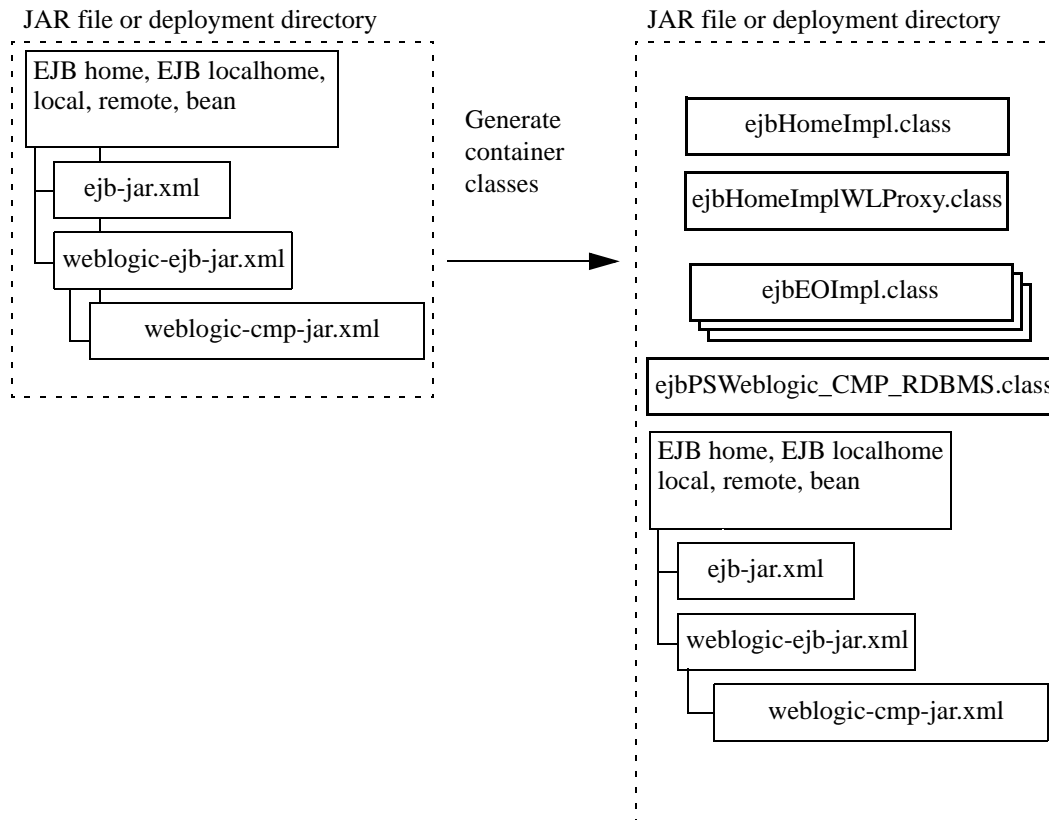 JAR file or deployment directory
EJB home, EJB localhome,
local, remote, bean
ejb-jar.xml
weblogic-ejb-jar.xml
weblogic-cmp-jar.xml
Generate
container
classes
JAR file or deployment directory
ejbHomeImpl.class
ejbHomeImplWLProxy.class
ejbEOImpl.class
ejbPSWeblogic_CMP_RDBMS.class
EJB home, EJB localhome
local, remote, bean
ejb-jar.xml
weblogic-ejb-jar.xml
weblogic-cmp-jar.xml